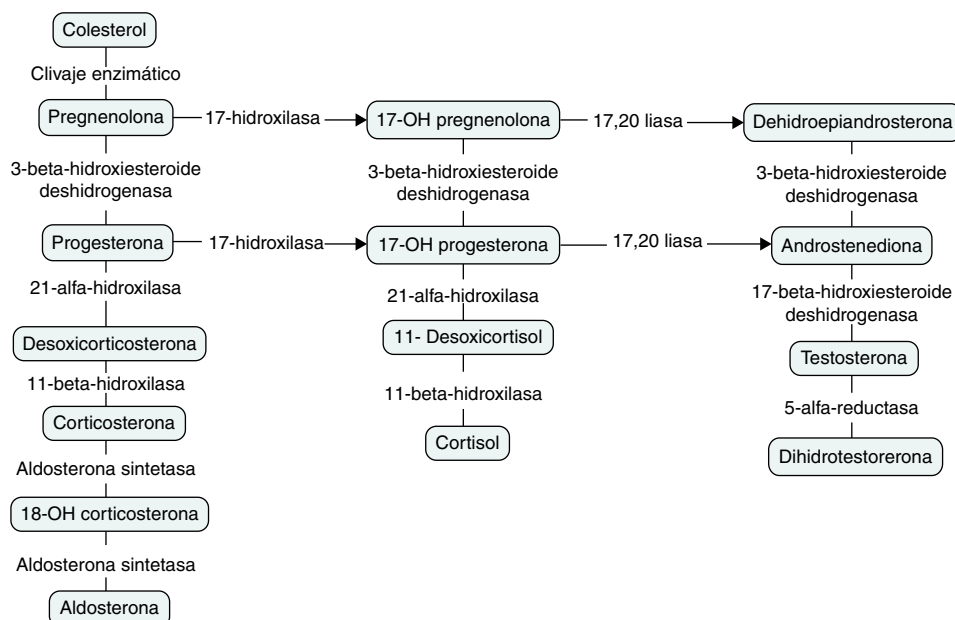 Colesterol
Clivaje enzimático
Pregnenolona
17-hidroxilasa
17-OH pregnenolona
17,20 liasa
Dehidroepiandrosterona
3-beta-hidroxiesteroide
deshidrogenasa
3-beta-hidroxiesteroide
deshidrogenasa
3-beta-hidroxiesteroide
deshidrogenasa
Progesterona
17-hidroxilasa
17-OH progesterona
17,20 liasa
Androstenediona
21-alfa-hidroxilasa
21-alfa-hidroxilasa
17-beta-hidroxiesteroide
deshidrogenasa
Desoxicorticosterona
11- Desoxicortisol
Testosterona
11-beta-hidroxilasa
11-beta-hidroxilasa
5-alfa-reductasa
Corticosterona
Cortisol
Dihidrotestorerona
Aldosterona sintetasa
18-OH corticosterona
Aldosterona sintetasa
Aldosterona